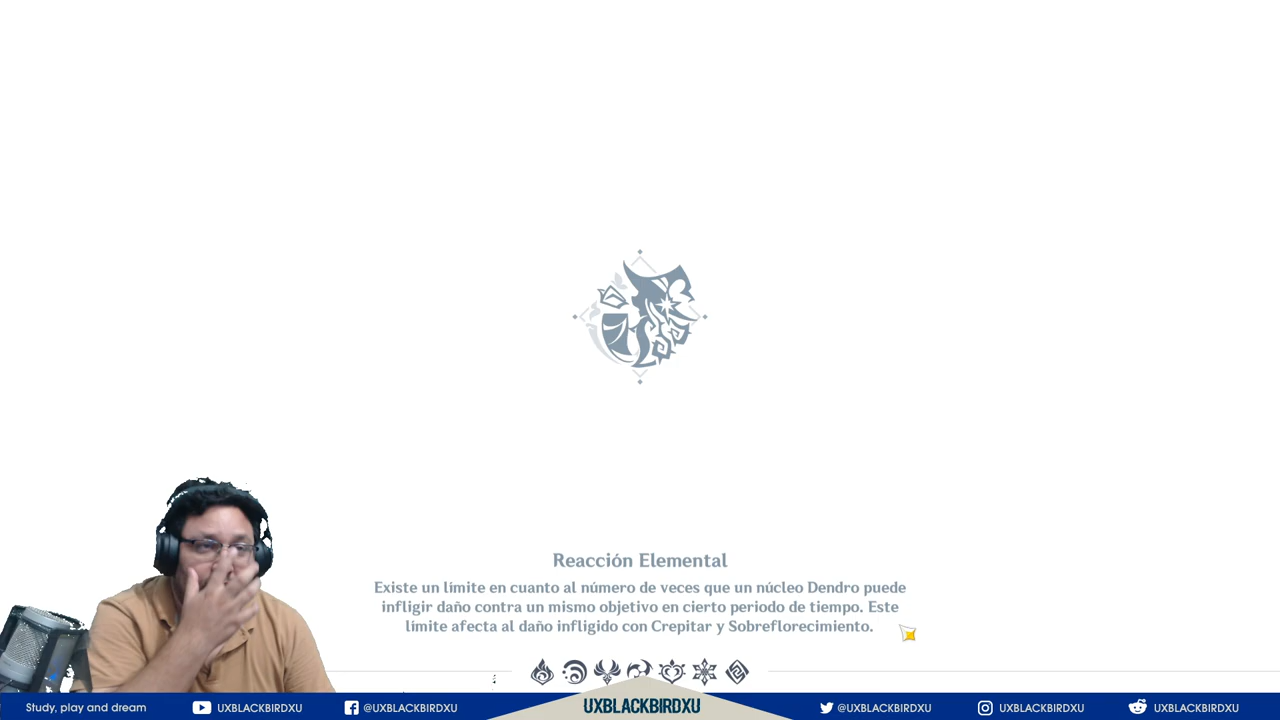 Reacción Elemental
Existe un límite en cuanto al número de veces que un núcleo Dendro puede
infligir daño contra un mismo objetivo en cierto periodo de tiempo. Este
límite afecta al daño infligido con Crepitar y Sobreflorecimiento.
Study, play and dream
UXBLACKBIRDXU
@UXBLACKBIRDXU
UXBLACKBIRDXU
@UXBLACKBIRDXU
UXBLACKBIRDXU
UXBLACKBIRDXU